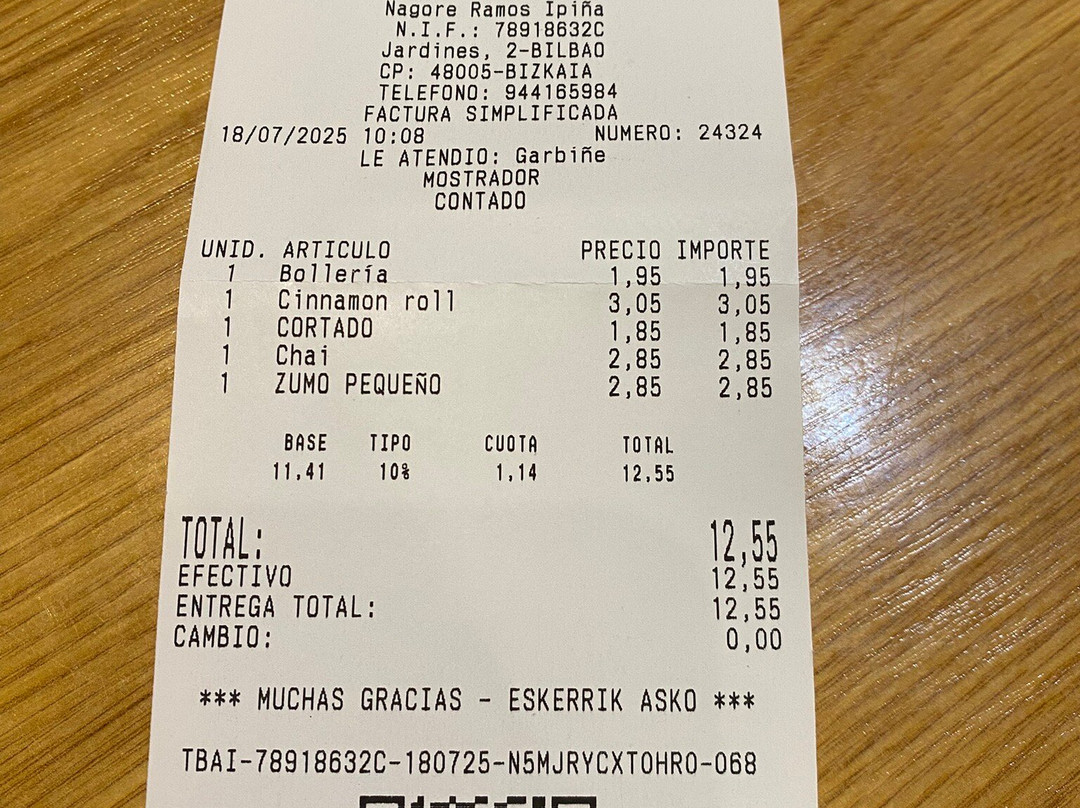 Nagore Ramos Ipiña
N.I.F.: 78918632C
Jardines, 2-BILBAO
CP: 48005-BIZKAIA
TELEFONO: 944165984
FACTURA SIMPLIFICADA
18/07/2025 10:08 NUMERO: 24324
LE ATENDIO: Garbiñe
MOSTRADOR
CONTADO
UNID. ARTICULO PRECIO IMPORTE
1 Bollería 1,95 1,95
1 Cinnamon roll 3,05 3,05
1 CORTADO 1,85 1,85
1 Chai 2,85 2,85
1 ZUMO PEQUEÑO 2,85 2,85
BASE TIPO CUOTA TOTAL
11,41 10% 1,14 12,55
TOTAL: 12,55
EFECTIVO 12,55
ENTREGA TOTAL: 12,55
CAMBIO: 0,00
*** MUCHAS GRACIAS - ESKERRIK ASKO ***
TBAI-78918632C-180725-N5MJRYCXTOHRO-068